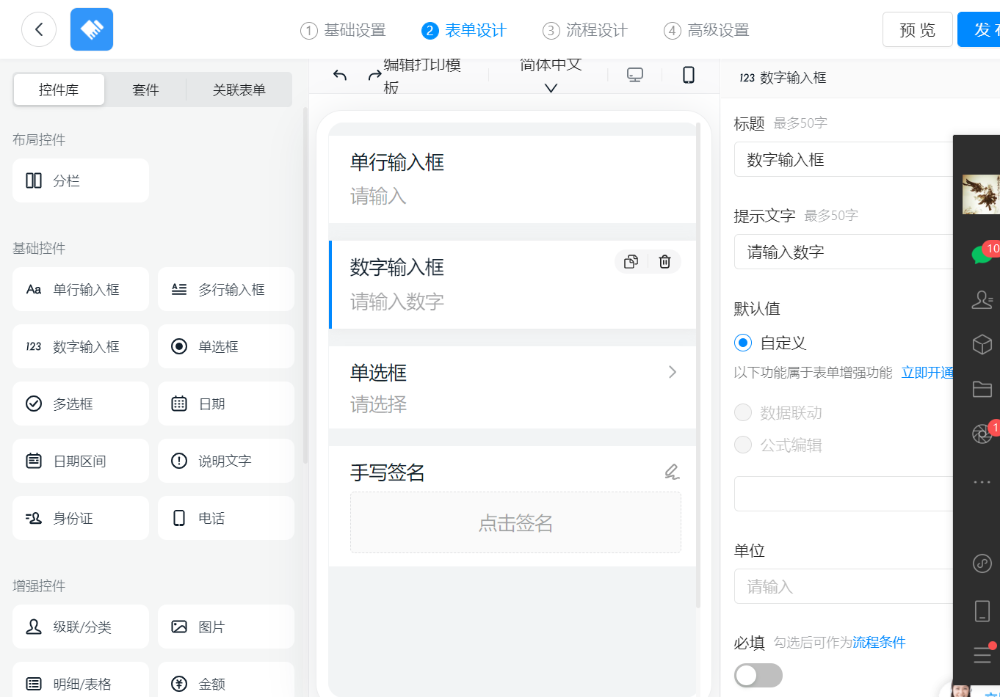 1 基础设置
2 表单设计
3 流程设计
4 高级设置
预 览
控件库
套件
关联表单
布局控件
分栏
基础控件
Aa 单行输入框
A 多行输入框
123 数字输入框
单选框
多选框
日期
日期区间
说明文字
身份证
电话
增强控件
级联/分类
图片
明细/表格
金额
编辑打印模
板
简体中文
单行输入框
请输入
数字输入框
请输入数字
单选框
请选择
手写签名
点击签名
123 数字输入框
标题 最多50字
数字输入框
提示文字 最多50字
请输入数字
默认值
自定义
以下功能属于表单增强功能 立即开通
数据联动
公式编辑
单位
请输入
必填 勾选后可作为流程条件
10
1